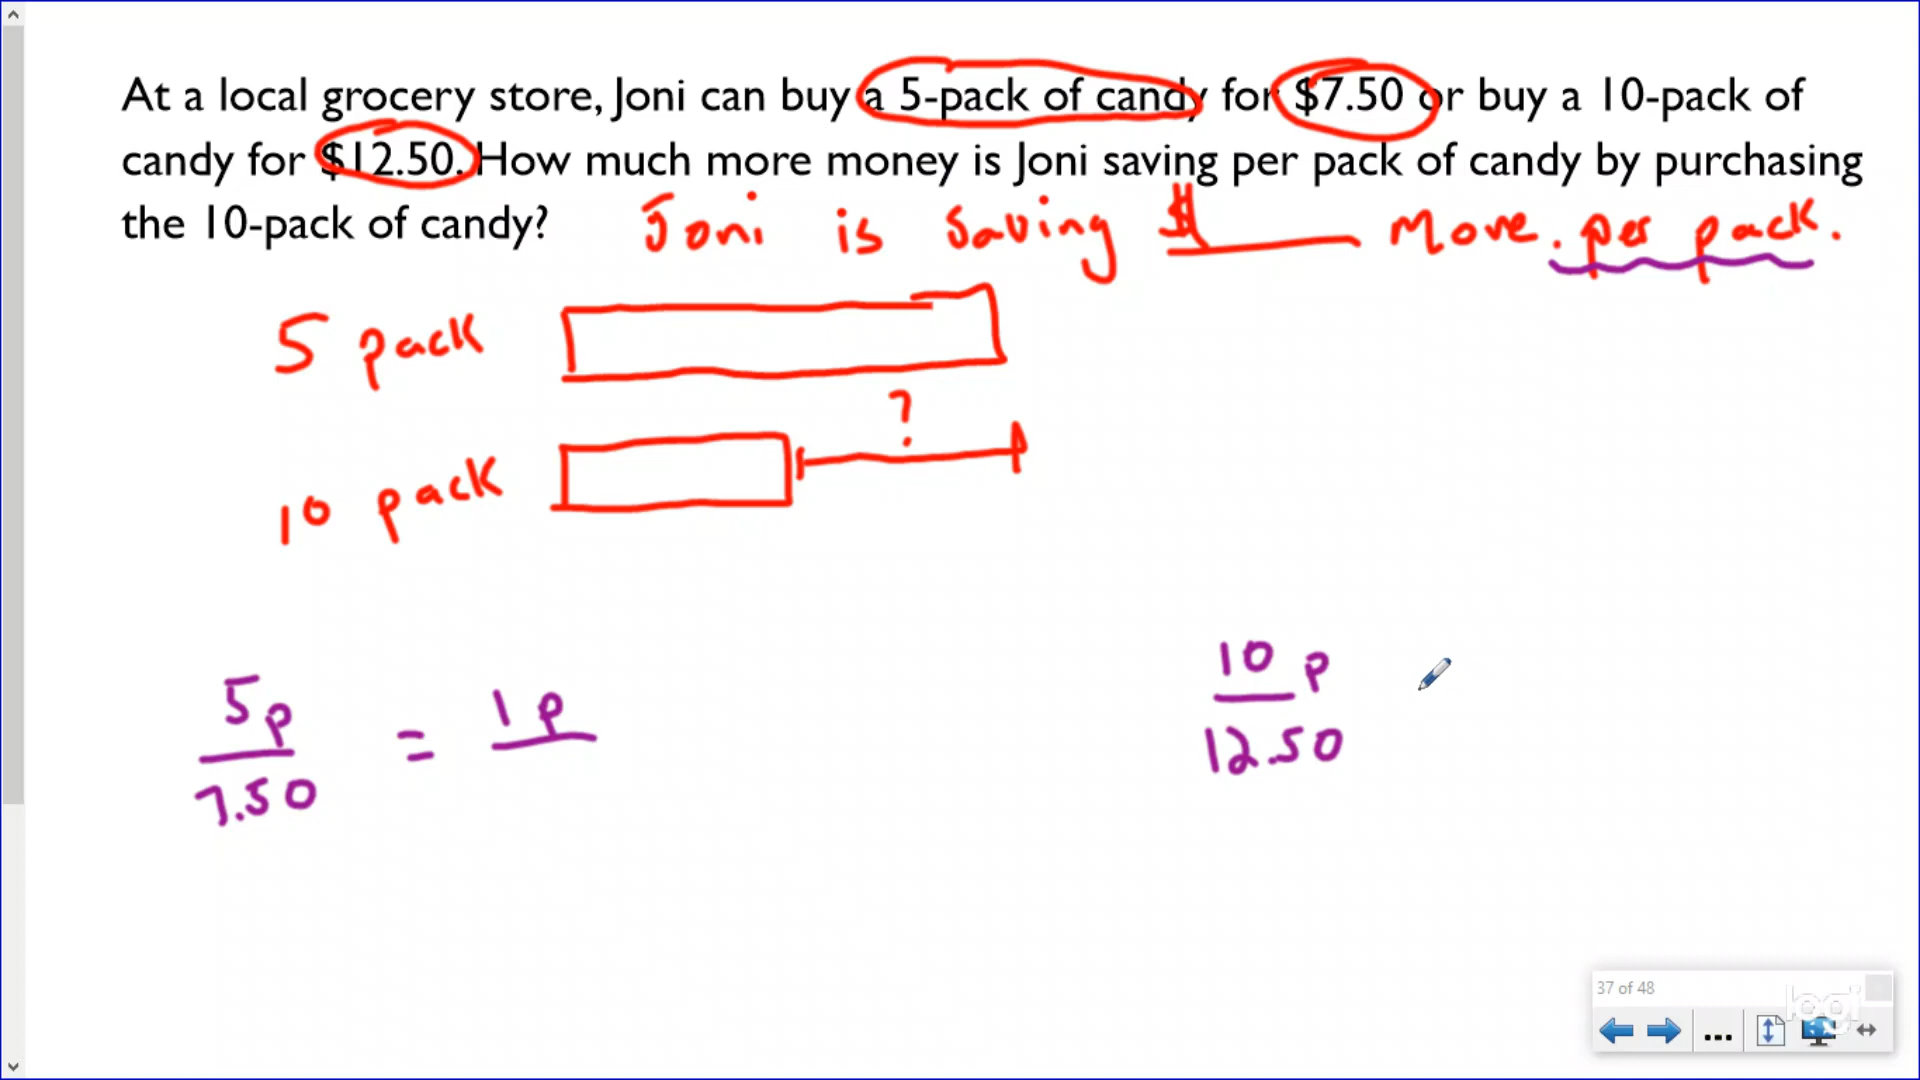 At a local grocery store, Joni can buy a 5-pack of candy for $7.50 or buy a 10-pack of
candy for $12.50. How much more money is Joni saving per pack of candy by purchasing
the 10-pack of candy?
Joni is saving $____ more. per pack.
5 pack
?
10 pack
5p
7.50
=
1p
10 p
12.50
37 of 48
logi
...